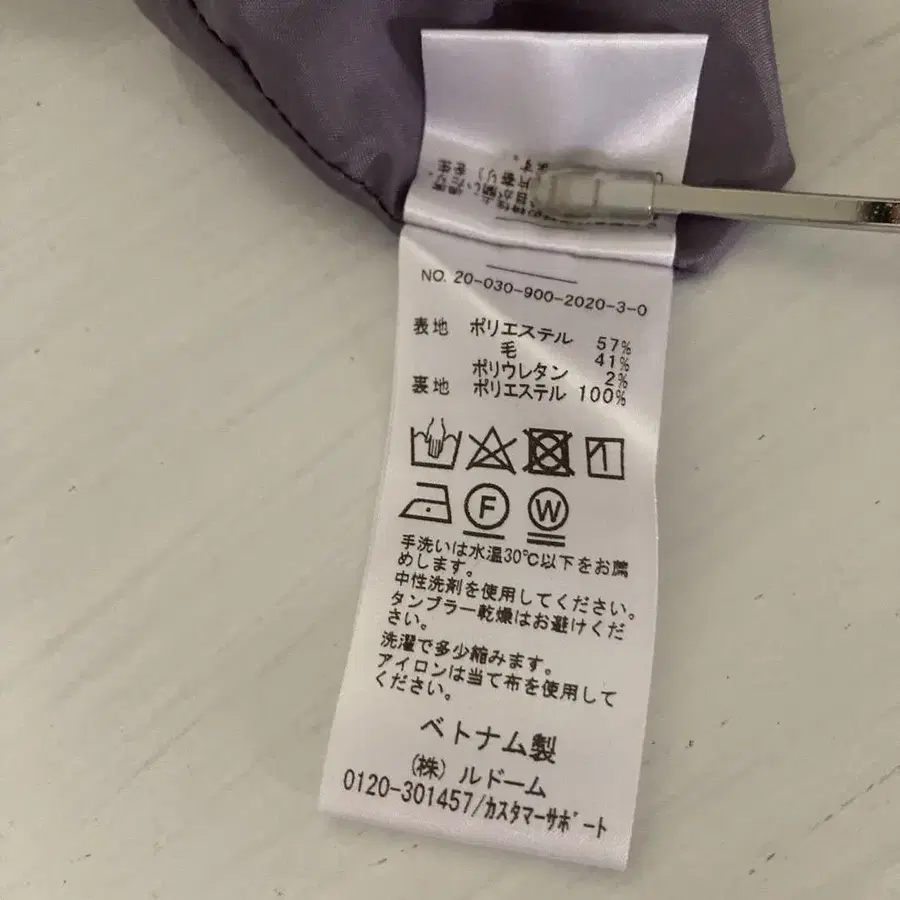 NO. 20-030-900-2020-3-0
表地 ポリエステル 57%
毛 41%
ポリウレタン 2%
裏地 ポリエステル 100%
F W
手洗いは水温30℃以下をお薦
めします。
中性洗剤を使用してください。
タンブラー乾燥はお避けくだ
さい。
洗濯で多少縮みます。
アイロンは当て布を使用して
ください。
ベトナム製
(株) ルドーム
0120-301457/カスタマーサポート